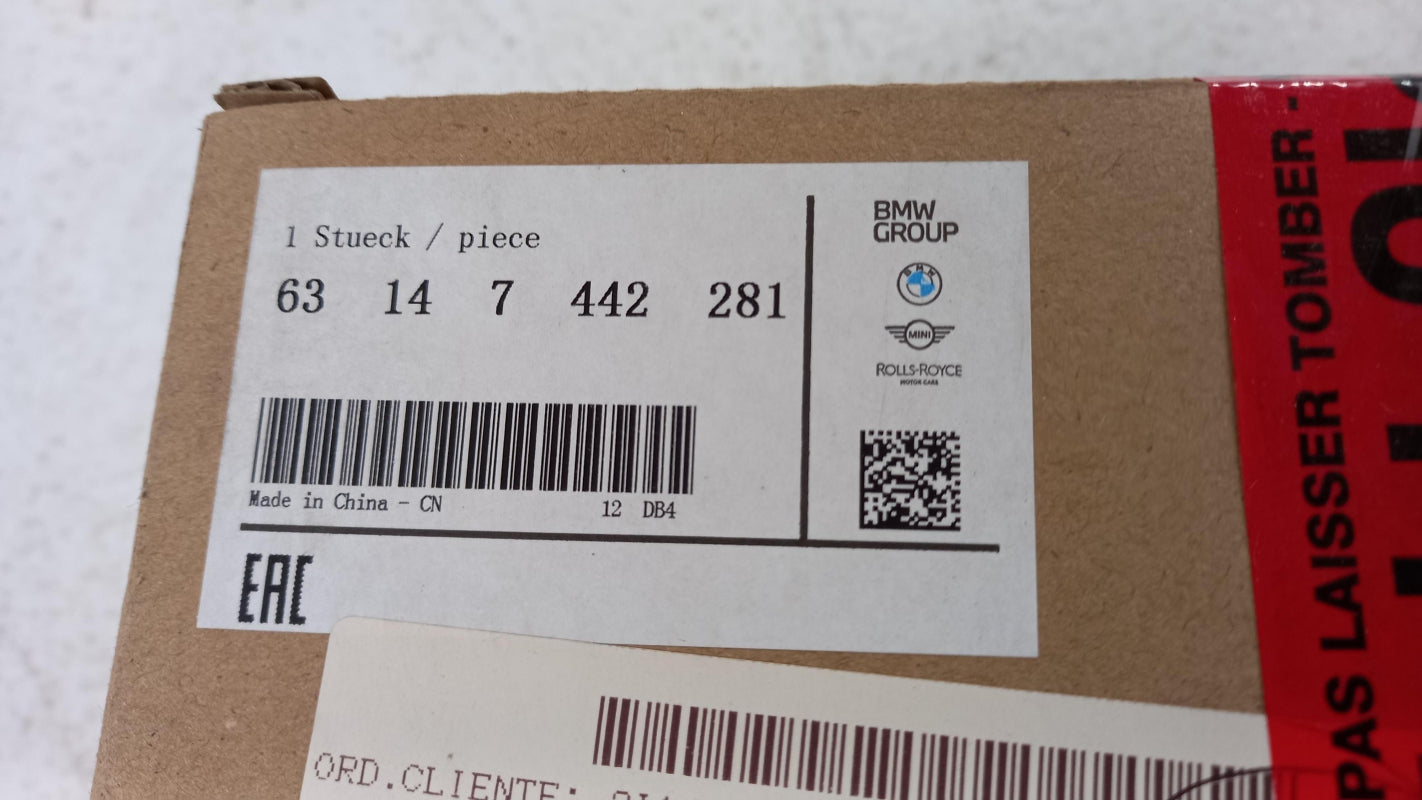 1 Stueck / piece
63 14 7 442 281
Made in China - CN 12 DB4
EAC
BMW
GROUP
BMW
MINI
ROLLS-ROYCE
MOTOR CARS
ORD.CLIENTE:
PAS LAISSER TOMBER -